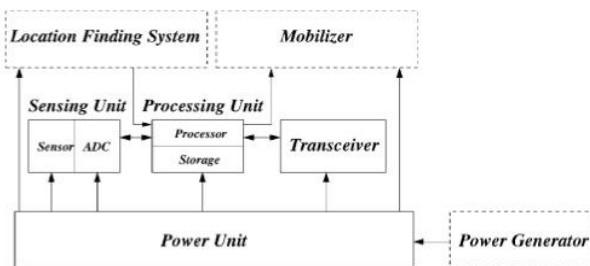 Location Finding System
Mobilizer
Sensing Unit
Processing Unit
Sensor
ADC
Processor
Storage
Transceiver
Power Unit
Power Generator